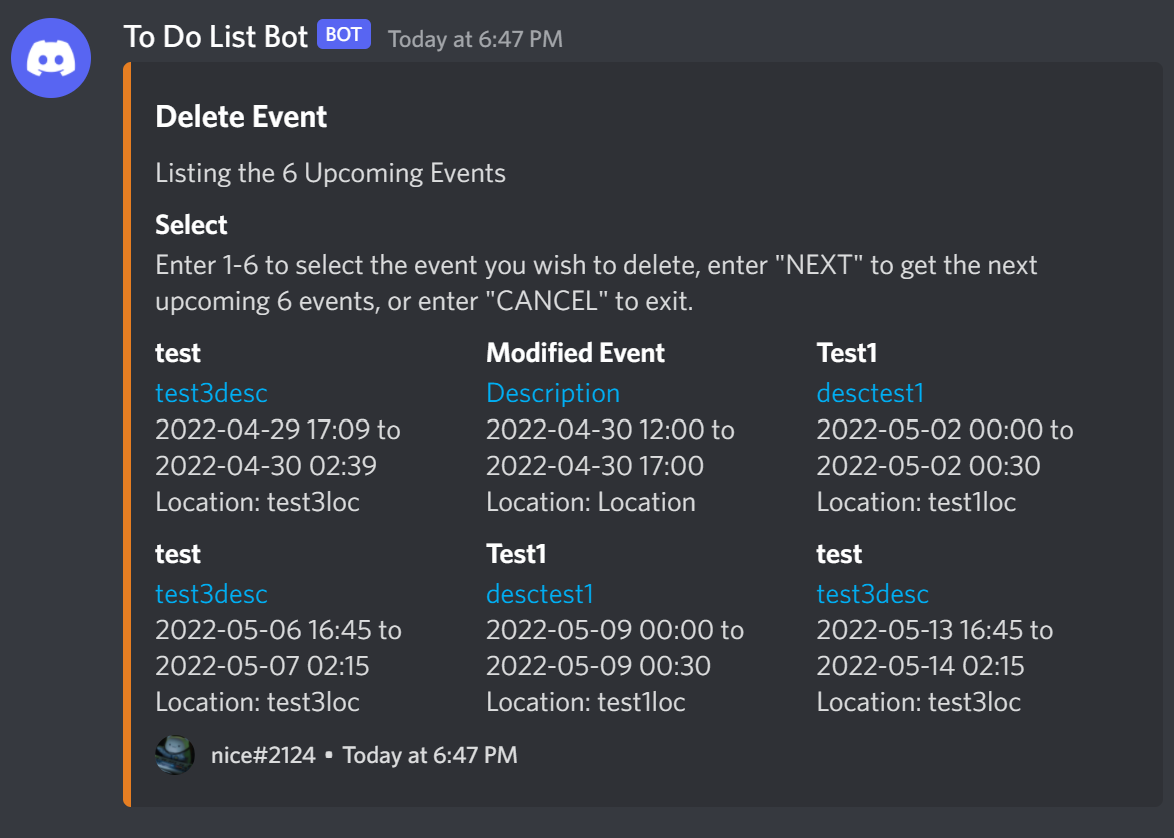 To Do List Bot BOT Today at 6:47 PM
Delete Event
Listing the 6 Upcoming Events
Select
Enter 1-6 to select the event you wish to delete, enter "NEXT" to get the next
upcoming 6 events, or enter "CANCEL" to exit.
test
test3desc
2022-04-29 17:09 to
2022-04-30 02:39
Location: test3loc
Modified Event
Description
2022-04-30 12:00 to
2022-04-30 17:00
Location: Location
Test1
desctest1
2022-05-02 00:00 to
2022-05-02 00:30
Location: test1loc
test
test3desc
2022-05-06 16:45 to
2022-05-07 02:15
Location: test3loc
Test1
desctest1
2022-05-09 00:00 to
2022-05-09 00:30
Location: test1loc
test
test3desc
2022-05-13 16:45 to
2022-05-14 02:15
Location: test3loc
nice#2124 • Today at 6:47 PM